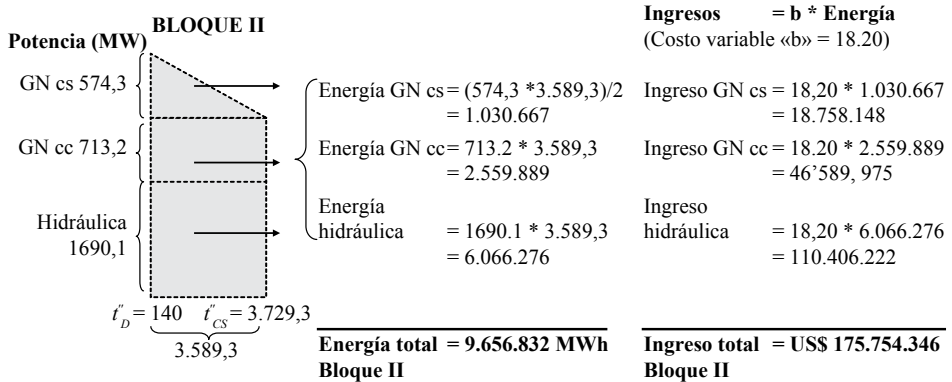 BLOQUE II
Potencia (MW)
GN cs 574,3
GN cc 713,2
Hidráulica
1690,1
t"D = 140 t"CS = 3.729,3
3.589,3
Energía GN cs = (574,3 *3.589,3)/2
= 1.030.667
Energía GN cc = 713.2 * 3.589,3
= 2.559.889
Energía
hidráulica = 1690.1 * 3.589,3
= 6.066.276
Energía total = 9.656.832 MWh
Bloque II
Ingresos = b * Energía
(Costo variable «b» = 18.20)
Ingreso GN cs = 18,20 * 1.030.667
= 18.758.148
Ingreso GN cc = 18.20 * 2.559.889
= 46’589, 975
Ingreso
hidráulica = 18,20 * 6.066.276
= 110.406.222
Ingreso total = US$ 175.754.346
Bloque II